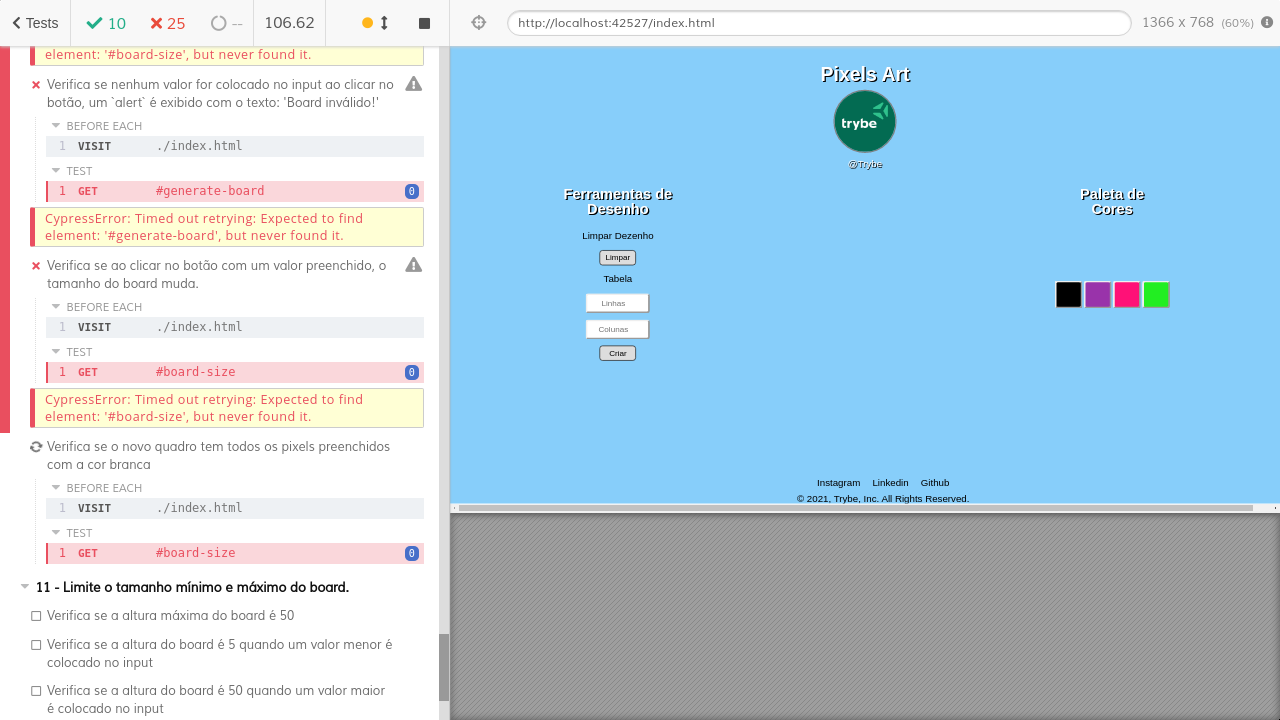 Tests
10
25
--
106.62
http://localhost:42527/index.html
1366 x 768 (60%)
element: '#board-size', but never found it.
Verifica se nenhum valor for colocado no input ao clicar no
botão, um `alert` é exibido com o texto: 'Board inválido!'
BEFORE EACH
1 VISIT ./index.html
TEST
1 GET #generate-board 0
CypressError: Timed out retrying: Expected to find
element: '#generate-board', but never found it.
Verifica se ao clicar no botão com um valor preenchido, o
tamanho do board muda.
BEFORE EACH
1 VISIT ./index.html
TEST
1 GET #board-size 0
CypressError: Timed out retrying: Expected to find
element: '#board-size', but never found it.
Verifica se o novo quadro tem todos os pixels preenchidos
com a cor branca
BEFORE EACH
1 VISIT ./index.html
TEST
1 GET #board-size 0
11 - Limite o tamanho mínimo e máximo do board.
Verifica se a altura máxima do board é 50
Verifica se a altura do board é 5 quando um valor menor é
colocado no input
Verifica se a altura do board é 50 quando um valor maior
é colocado no input
Pixels Art
trybe
@Trybe
Ferramentas de
Desenho
Limpar Dezenho
Limpar
Tabela
Linhas
Colunas
Criar
Paleta de
Cores
Instagram Linkedin Github
© 2021, Trybe, Inc. All Rights Reserved.